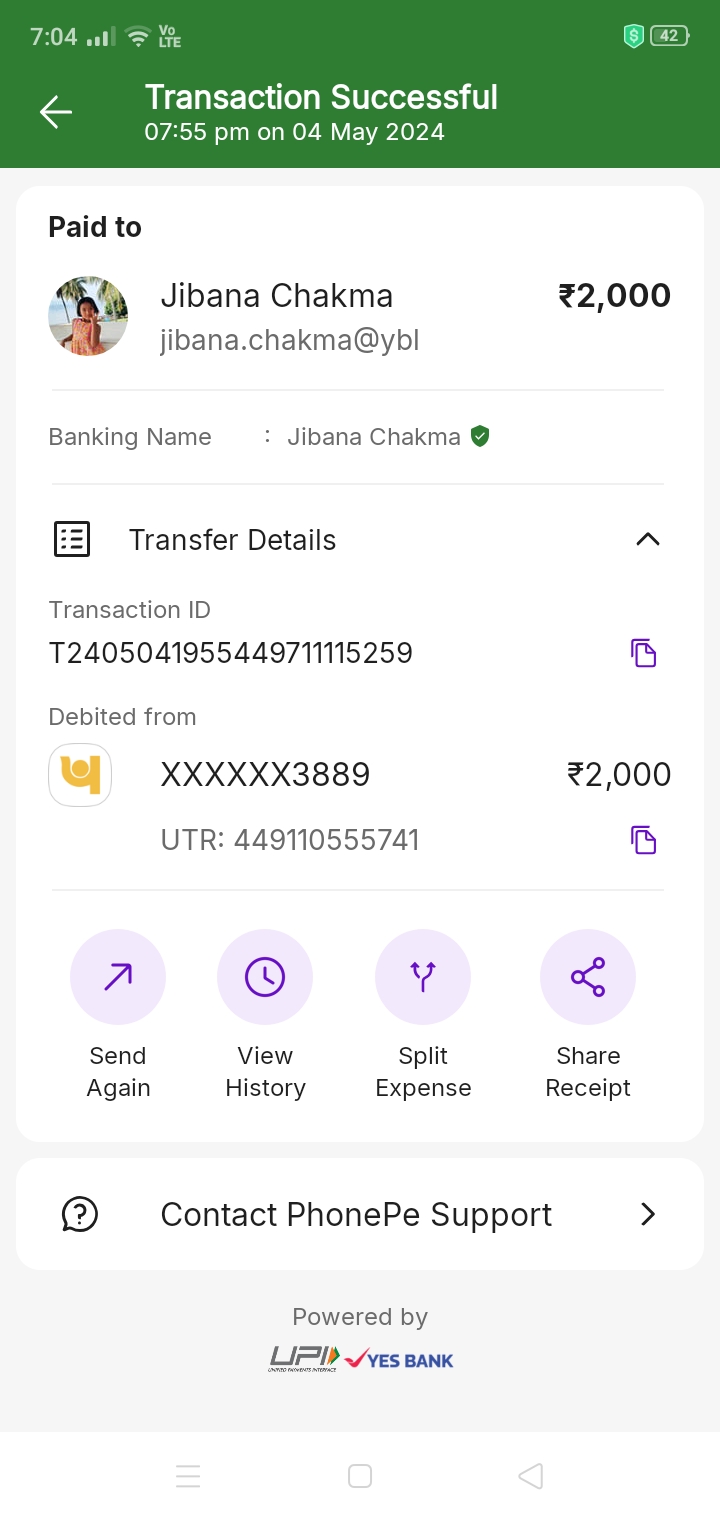 7:04 Vo LTE 42
Transaction Successful
07:55 pm on 04 May 2024
Paid to
Jibana Chakma ₹2,000
jibana.chakma@ybl
Banking Name : Jibana Chakma
Transfer Details
Transaction ID
T2405041955449711115259
Debited from
XXXXXX3889 ₹2,000
UTR: 449110555741
Send Again
View History
Split Expense
Share Receipt
Contact PhonePe Support
Powered by
UPI YES BANK
UNIFIED PAYMENTS INTERFACE